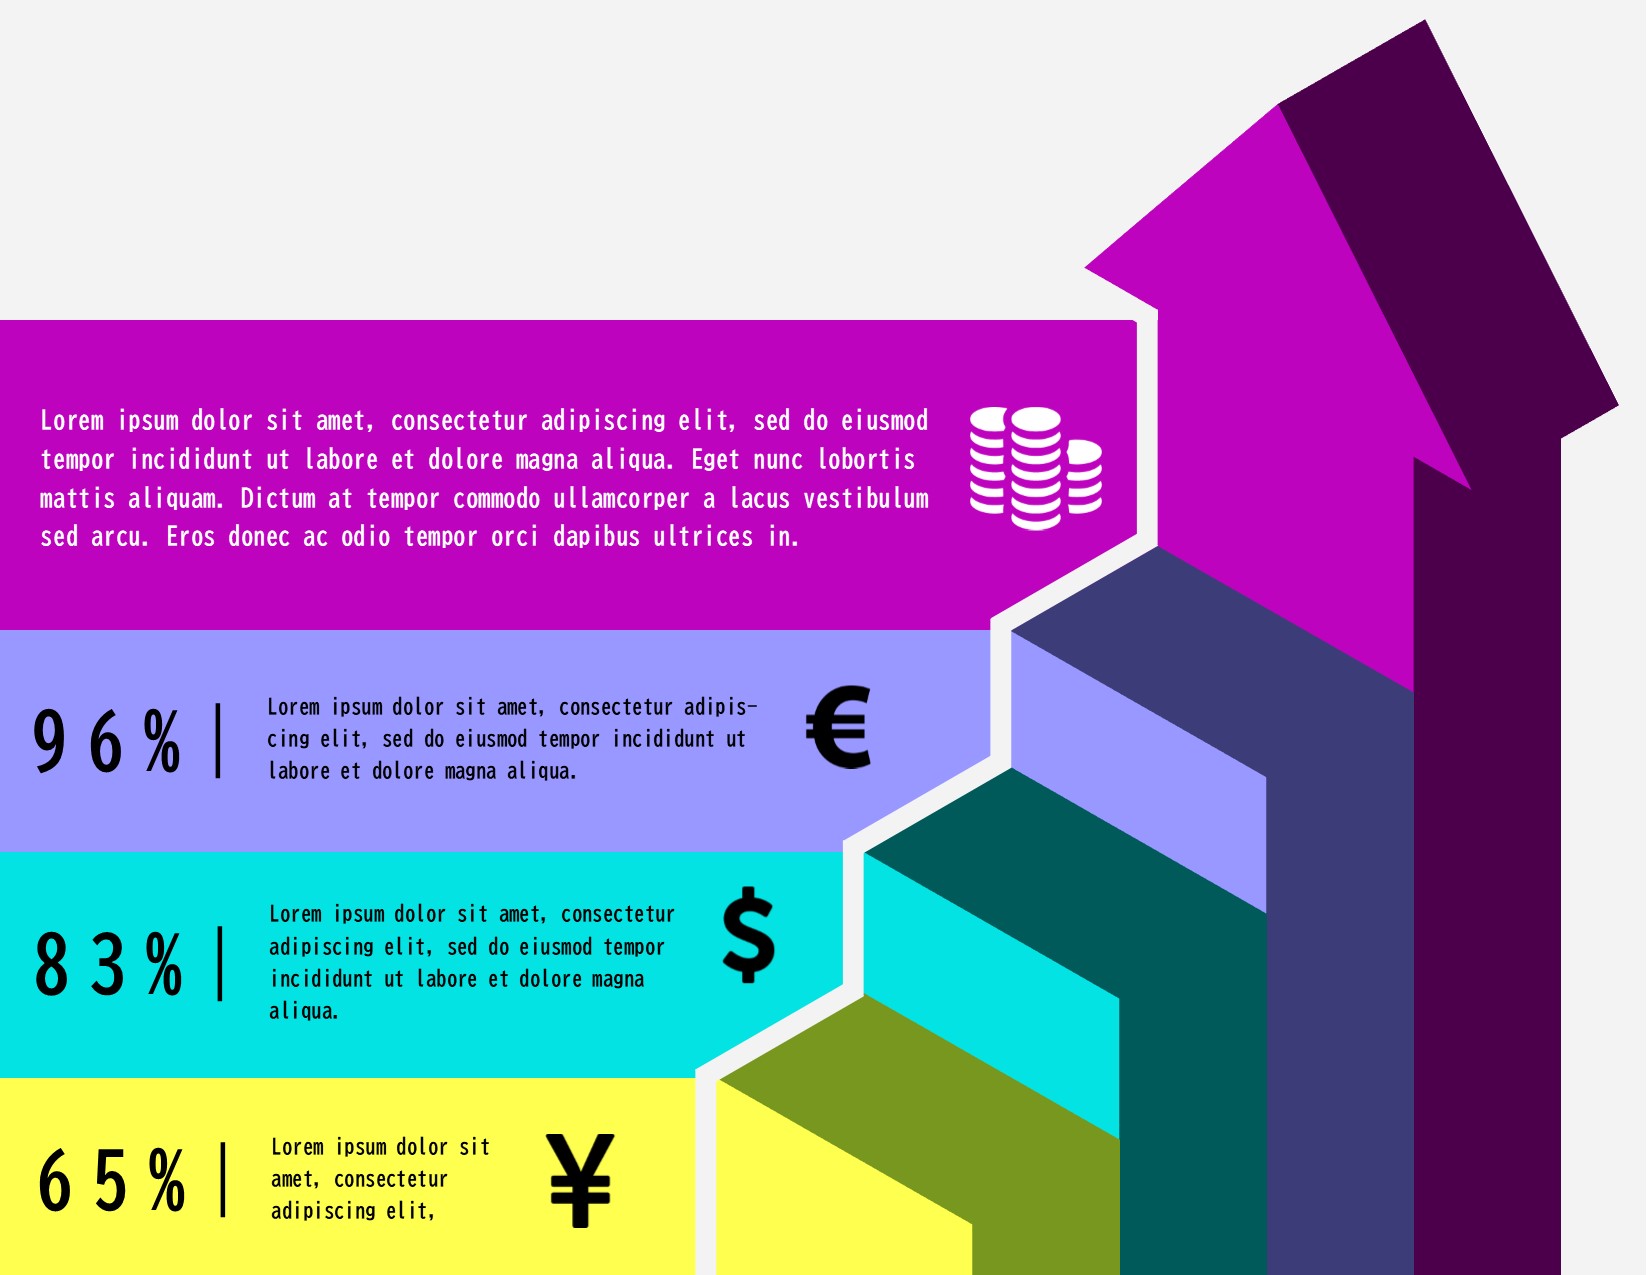 Lorem ipsum dolor sit amet, consectetur adipiscing elit, sed do eiusmod
tempor incididunt ut labore et dolore magna aliqua. Eget nunc lobortis
mattis aliquam. Dictum at tempor commodo ullamcorper a lacus vestibulum
sed arcu. Eros donec ac odio tempor orci dapibus ultrices in.
96% |
Lorem ipsum dolor sit amet, consectetur adipis-
cing elit, sed do eiusmod tempor incididunt ut
labore et dolore magna aliqua.
€
83% |
Lorem ipsum dolor sit amet, consectetur
adipiscing elit, sed do eiusmod tempor
incididunt ut labore et dolore magna
aliqua.
$
65% |
Lorem ipsum dolor sit
amet, consectetur
adipiscing elit,
¥